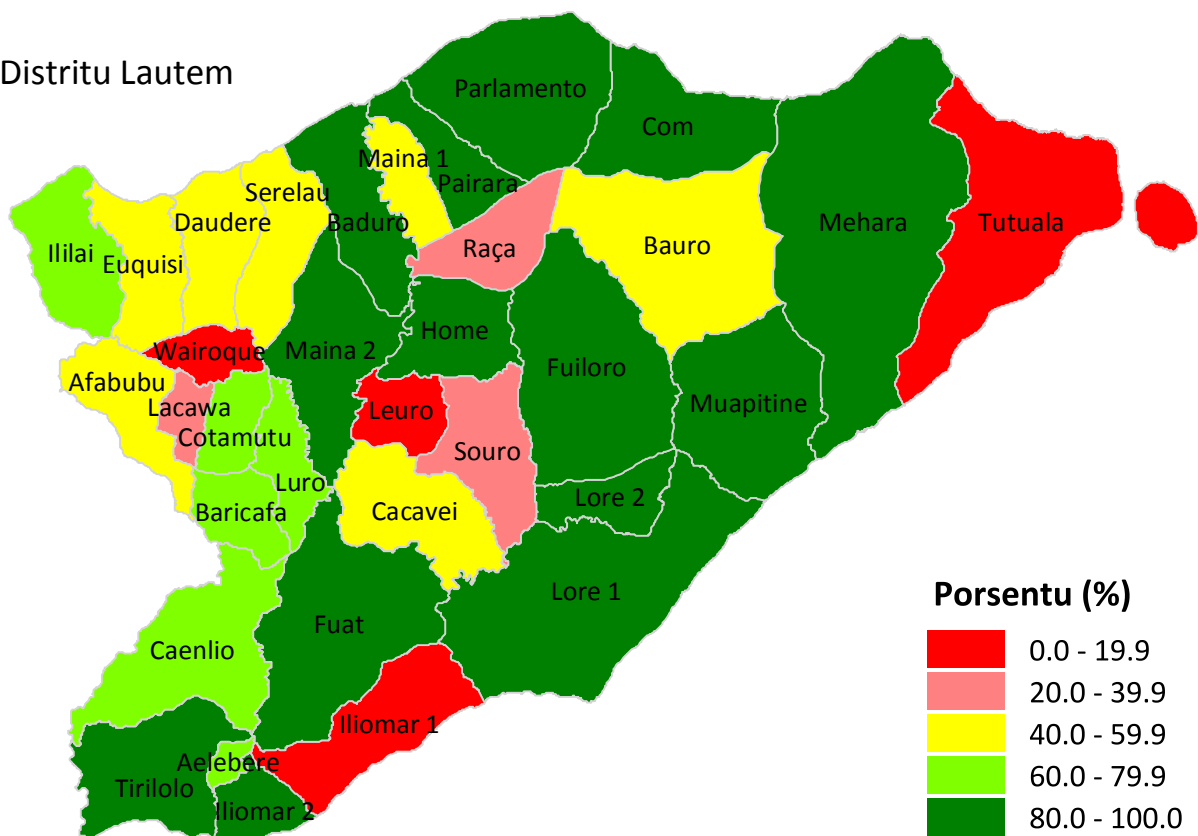 Distritu Lautem
Parlamento
Com
Maina 1
Pairara
Serelau
Daudere
Baduro
Mehara
Tutuala
Raça
Bauro
Ililai
Euquisi
Home
Wairoque
Maina 2
Fuiloro
Afabubu
Lacawa
Leuro
Muapitine
Cotamutu
Souro
Luro
Lore 2
Baricafa
Cacavei
Lore 1
Fuat
Caenlio
Iliomar 1
Aelebere
Tirilolo
Iliomar 2
Porsentu (%)
0.0 - 19.9
20.0 - 39.9
40.0 - 59.9
60.0 - 79.9
80.0 - 100.0